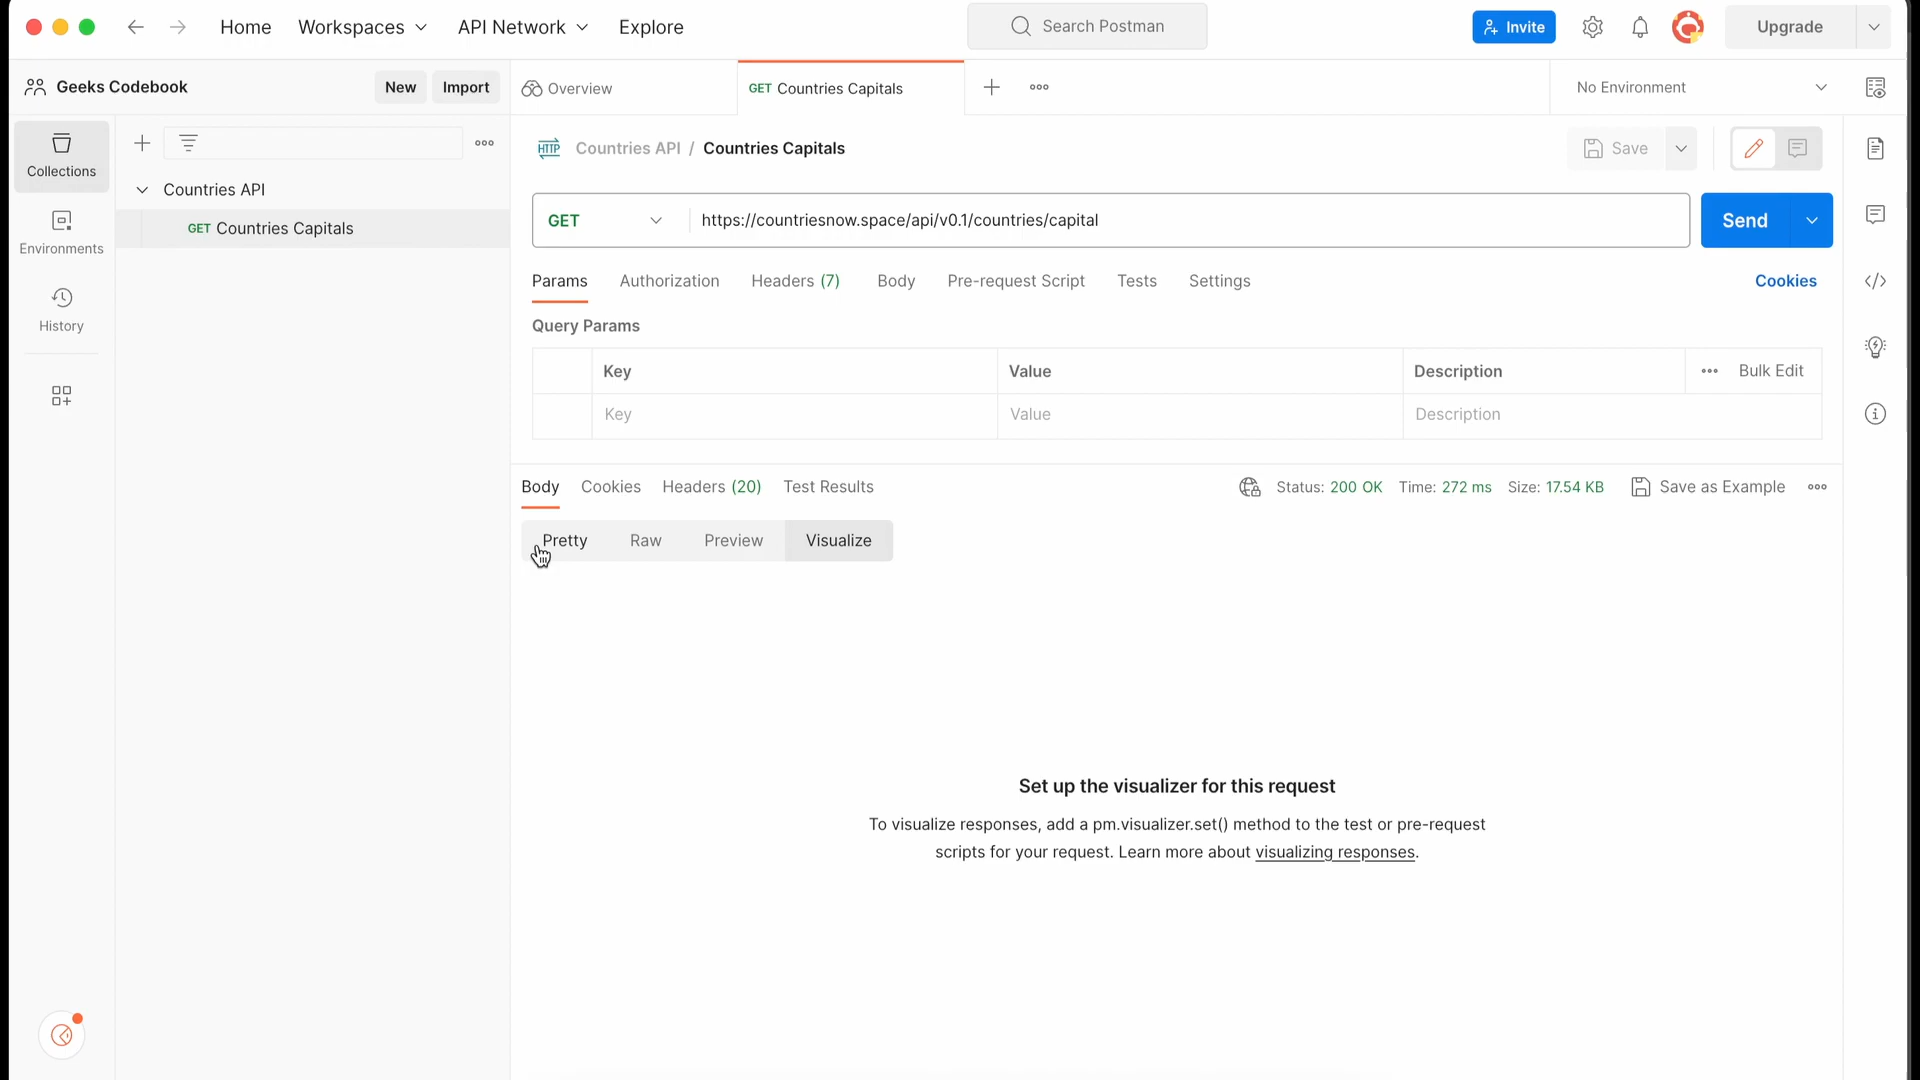 Home Workspaces API Network Explore Search Postman Invite Upgrade
Geeks Codebook New Import Overview GET Countries Capitals No Environment
Collections
Environments
History
Countries API
GET Countries Capitals
HTTP Countries API / Countries Capitals Save
GET https://countriesnow.space/api/v0.1/countries/capital Send
Params Authorization Headers (7) Body Pre-request Script Tests Settings Cookies
Query Params
Key Value Description Bulk Edit
Key Value Description
Body Cookies Headers (20) Test Results Status: 200 OK Time: 272 ms Size: 17.54 KB Save as Example
Pretty Raw Preview Visualize
Set up the visualizer for this request
To visualize responses, add a pm.visualizer.set() method to the test or pre-request
scripts for your request. Learn more about visualizing responses.